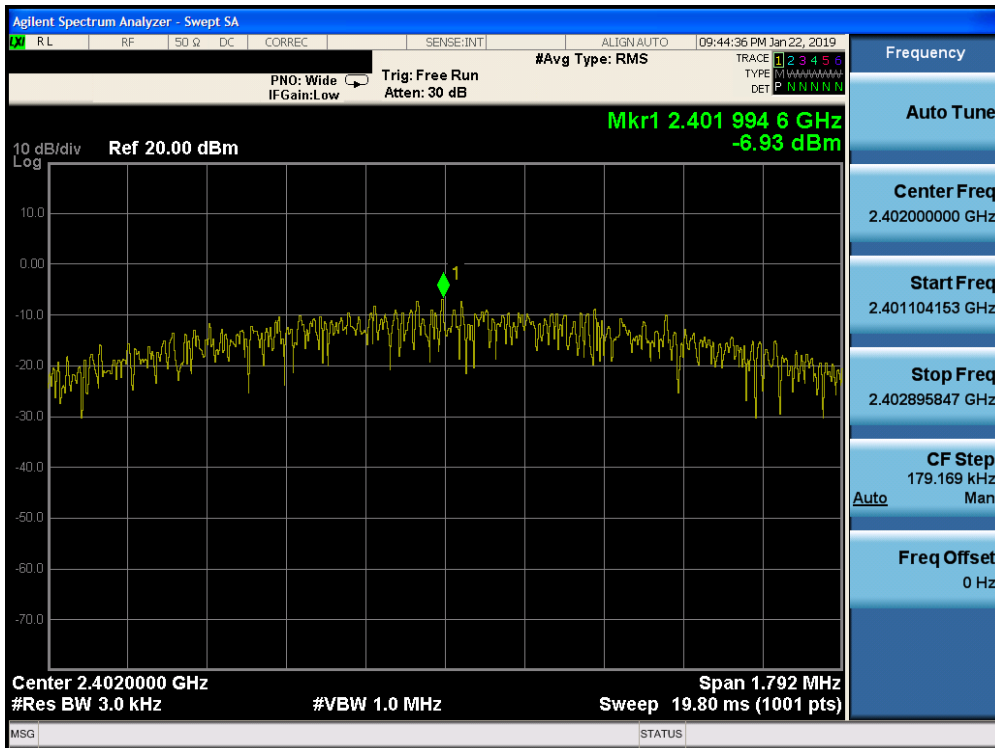 Agilent Spectrum Analyzer - Swept SA
LXI RL RF 50 Ω DC CORREC SENSE:INT ALIGN AUTO 09:44:36 PM Jan 22, 2019
#Avg Type: RMS
TRACE 1 2 3 4 5 6
PNO: Wide Trig: Free Run TYPE M WWWWW
IFGain:Low Atten: 30 dB DET P N N N N N
Mkr1 2.401 994 6 GHz
-6.93 dBm
10 dB/div Ref 20.00 dBm
Log
1
10.0
0.00
-10.0
-20.0
-30.0
-40.0
-50.0
-60.0
-70.0
Center 2.4020000 GHz Span 1.792 MHz
#Res BW 3.0 kHz #VBW 1.0 MHz Sweep 19.80 ms (1001 pts)
MSG STATUS
Frequency
Auto Tune
Center Freq
2.402000000 GHz
Start Freq
2.401104153 GHz
Stop Freq
2.402895847 GHz
CF Step
179.169 kHz
Auto Man
Freq Offset
0 Hz